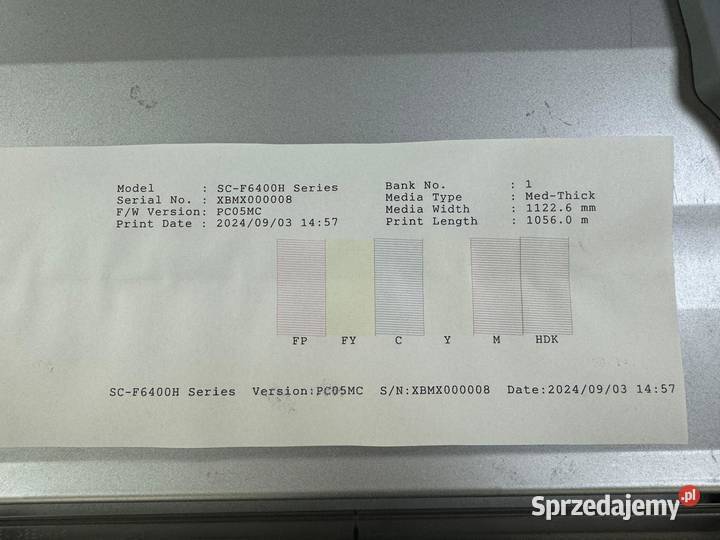 Model : SC-F6400H Series
Serial No. : XBMX000008
F/W Version: PC05MC
Print Date : 2024/09/03 14:57
Bank No. : 1
Media Type : Med-Thick
Media Width : 1122.6 mm
Print Length : 1056.0 m
FP FY C Y M HDK
SC-F6400H Series Version:PC05MC S/N:XBMX000008 Date:2024/09/03 14:57
Sprzedajemy.pl